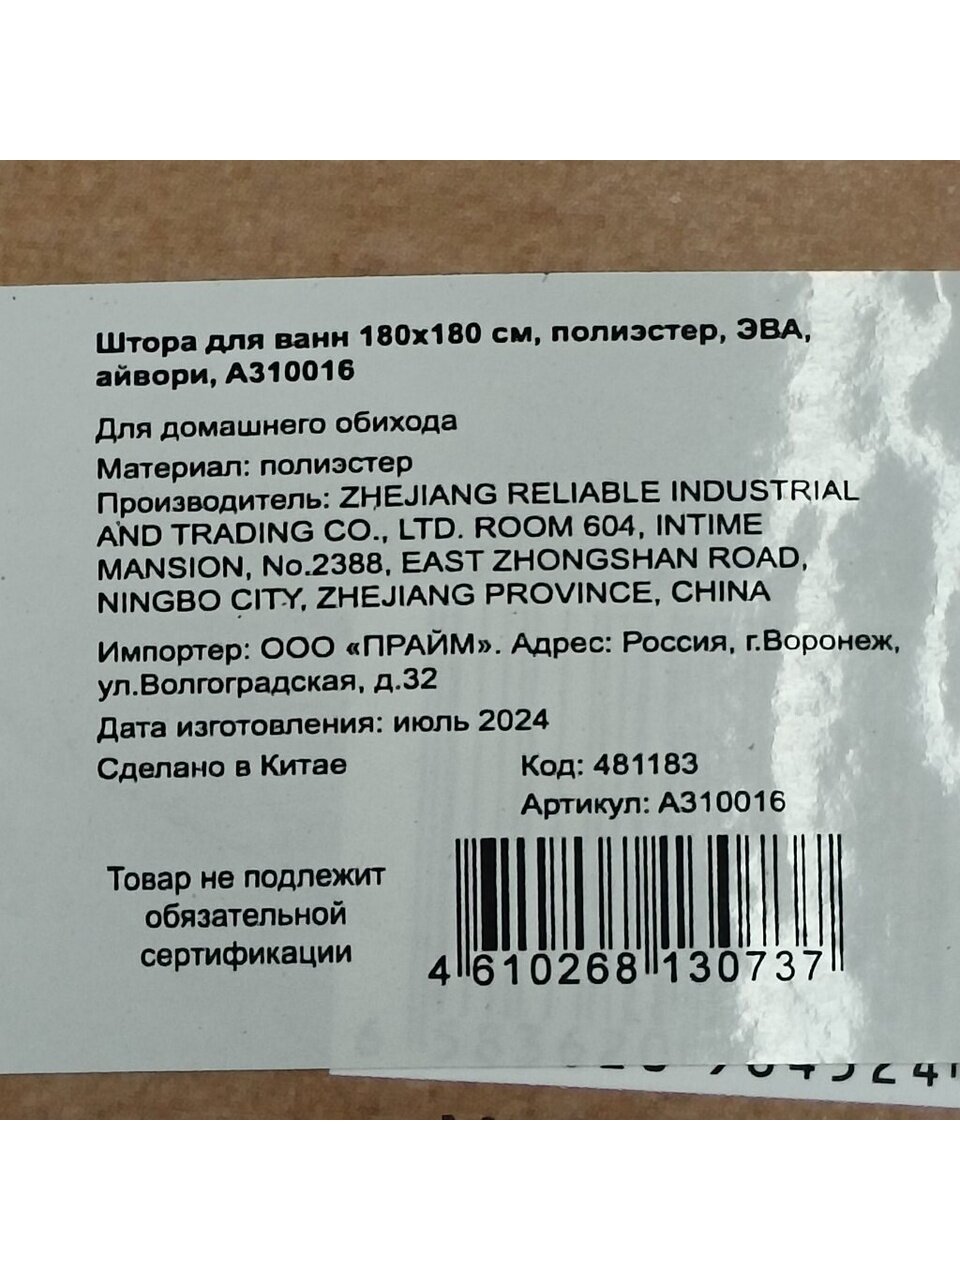 Штора для ванн 180х180 см, полиэстер, ЭВА,
айвори, А310016
Для домашнего обихода
Материал: полиэстер
Производитель: ZHEJIANG RELIABLE INDUSTRIAL
AND TRADING CO., LTD. ROOM 604, INTIME
MANSION, No.2388, EAST ZHONGSHAN ROAD,
NINGBO CITY, ZHEJIANG PROVINCE, CHINA
Импортер: ООО «ПРАЙМ». Адрес: Россия, г.Воронеж,
ул.Волгоградская, д.32
Дата изготовления: июль 2024
Сделано в Китае
Код: 481183
Артикул: А310016
Товар не подлежит
обязательной
сертификации
4 610268 130737